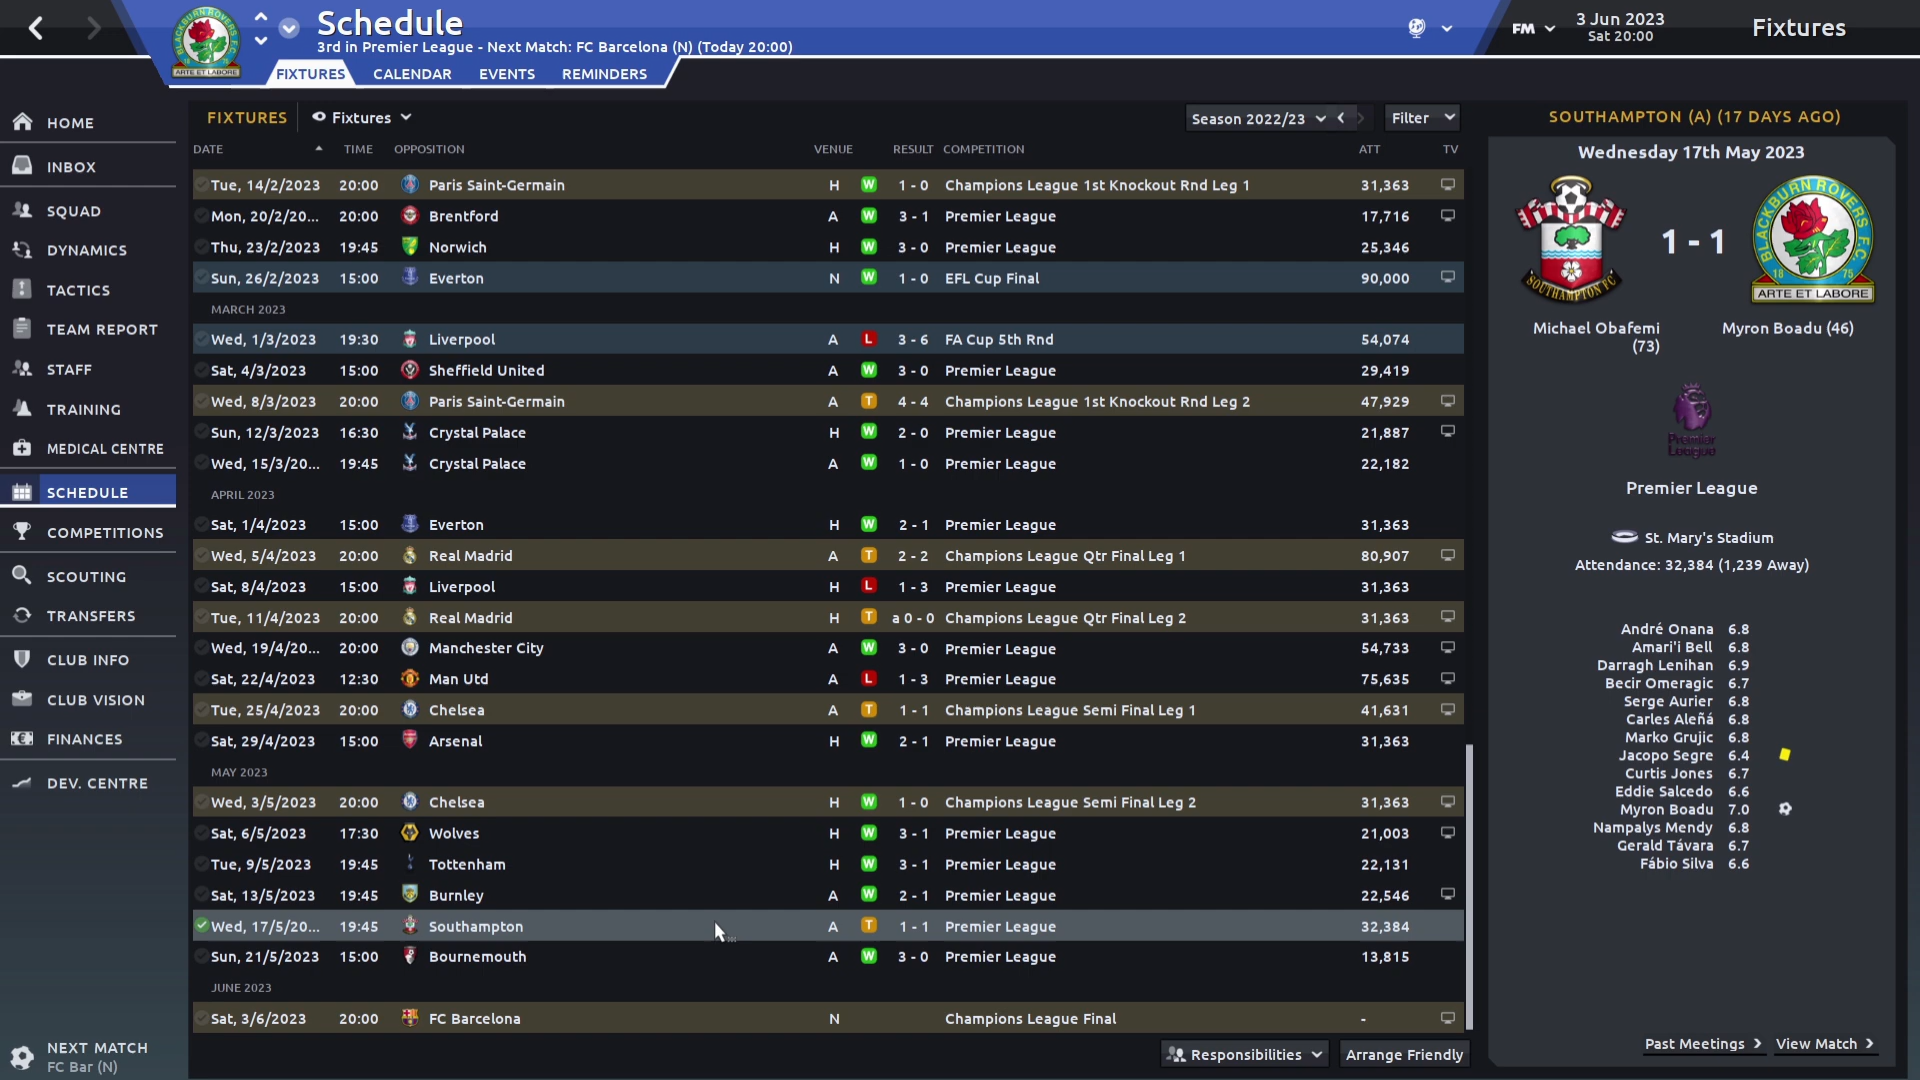 Schedule
3rd in Premier League - Next Match: FC Barcelona (N) (Today 20:00)
FM
3 Jun 2023
Sat 20:00
Fixtures
FIXTURES CALENDAR EVENTS REMINDERS
HOME
INBOX
SQUAD
DYNAMICS
TACTICS
TEAM REPORT
STAFF
TRAINING
MEDICAL CENTRE
SCHEDULE
COMPETITIONS
SCOUTING
TRANSFERS
CLUB INFO
CLUB VISION
FINANCES
DEV. CENTRE
NEXT MATCH
FC Bar (N)
FIXTURES Fixtures Season 2022/23 Filter
DATE TIME OPPOSITION VENUE RESULT COMPETITION ATT TV
Tue, 14/2/2023 20:00 Paris Saint-Germain H W 1 - 0 Champions League 1st Knockout Rnd Leg 1 31,363
Mon, 20/2/20... 20:00 Brentford A W 3 - 1 Premier League 17,716
Thu, 23/2/2023 19:45 Norwich H W 3 - 0 Premier League 25,346
Sun, 26/2/2023 15:00 Everton N W 1 - 0 EFL Cup Final 90,000
MARCH 2023
Wed, 1/3/2023 19:30 Liverpool A L 3 - 6 FA Cup 5th Rnd 54,074
Sat, 4/3/2023 15:00 Sheffield United A W 3 - 0 Premier League 29,419
Wed, 8/3/2023 20:00 Paris Saint-Germain A T 4 - 4 Champions League 1st Knockout Rnd Leg 2 47,929
Sun, 12/3/2023 16:30 Crystal Palace H W 2 - 0 Premier League 21,887
Wed, 15/3/20... 19:45 Crystal Palace A W 1 - 0 Premier League 22,182
APRIL 2023
Sat, 1/4/2023 15:00 Everton H W 2 - 1 Premier League 31,363
Wed, 5/4/2023 20:00 Real Madrid A T 2 - 2 Champions League Qtr Final Leg 1 80,907
Sat, 8/4/2023 15:00 Liverpool H L 1 - 3 Premier League 31,363
Tue, 11/4/2023 20:00 Real Madrid H T a 0 - 0 Champions League Qtr Final Leg 2 31,363
Wed, 19/4/20... 20:00 Manchester City A W 3 - 0 Premier League 54,733
Sat, 22/4/2023 12:30 Man Utd A L 1 - 3 Premier League 75,635
Tue, 25/4/2023 20:00 Chelsea A T 1 - 1 Champions League Semi Final Leg 1 41,631
Sat, 29/4/2023 15:00 Arsenal H W 2 - 1 Premier League 31,363
MAY 2023
Wed, 3/5/2023 20:00 Chelsea H W 1 - 0 Champions League Semi Final Leg 2 31,363
Sat, 6/5/2023 17:30 Wolves H W 3 - 1 Premier League 21,003
Tue, 9/5/2023 19:45 Tottenham H W 3 - 1 Premier League 22,131
Sat, 13/5/2023 19:45 Burnley A W 2 - 1 Premier League 22,546
Wed, 17/5/20... 19:45 Southampton A T 1 - 1 Premier League 32,384
Sun, 21/5/2023 15:00 Bournemouth A W 3 - 0 Premier League 13,815
JUNE 2023
Sat, 3/6/2023 20:00 FC Barcelona N Champions League Final -
Responsibilities Arrange Friendly
SOUTHAMPTON (A) (17 DAYS AGO)
Wednesday 17th May 2023
SOUTHAMPTON FC
1 - 1
BLACKBURN ROVERS F.C.
18 75
ARTE ET LABORE
Michael Obafemi
(73)
Myron Boadu (46)
Premier
League
Premier League
St. Mary's Stadium
Attendance: 32,384 (1,239 Away)
André Onana 6.8
Amari'i Bell 6.8
Darragh Lenihan 6.9
Becir Omeragic 6.7
Serge Aurier 6.8
Carles Aleñá 6.8
Marko Grujic 6.8
Jacopo Segre 6.4
Curtis Jones 6.7
Eddie Salcedo 6.6
Myron Boadu 7.0
Nampalys Mendy 6.8
Gerald Távara 6.7
Fábio Silva 6.6
Past Meetings View Match